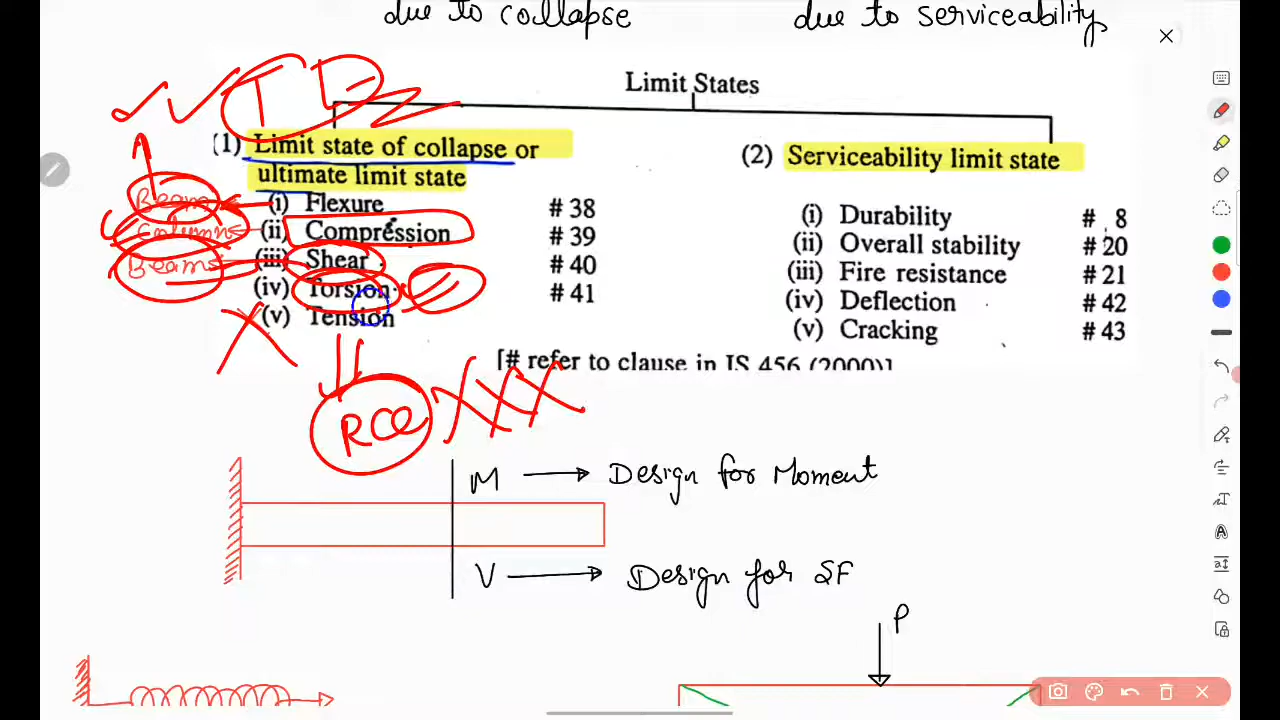 due to collapse due to serviceability
Limit States
(1) Limit state of collapse or
ultimate limit state
(2) Serviceability limit state
Beams (i) Flexure # 38
Columns (ii) Compression # 39
Beams (iii) Shear # 40
(iv) Torsion # 41
(v) Tension
(i) Durability # 8
(ii) Overall stability # 20
(iii) Fire resistance # 21
(iv) Deflection # 42
(v) Cracking # 43
[# refer to clause in IS 456 (2000)]
RCC
M Design for Moment
V Design for SF
P